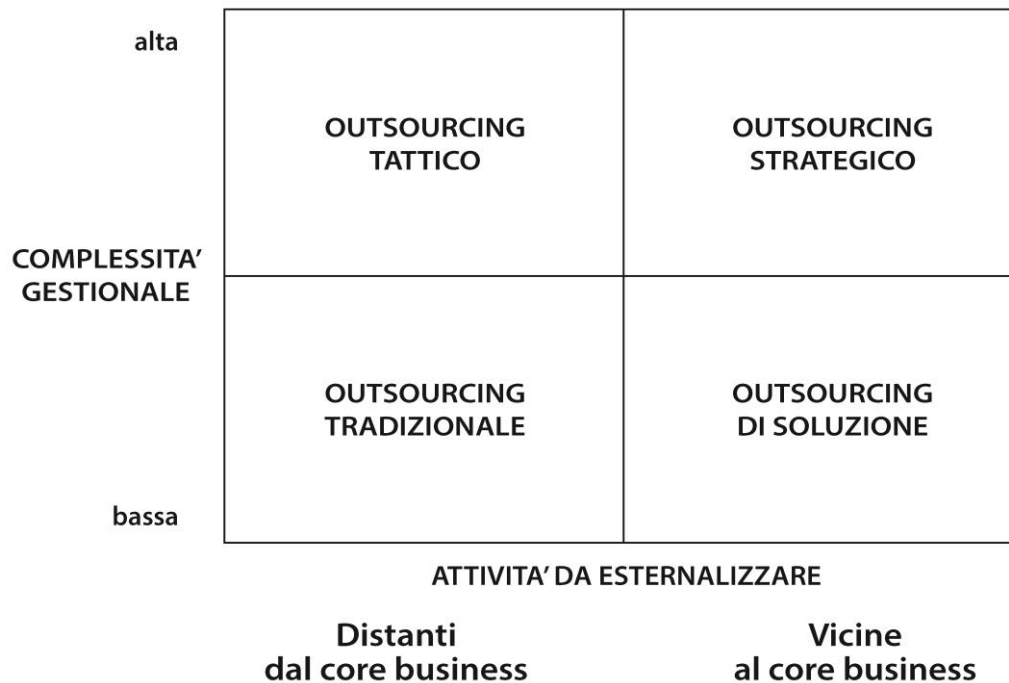 alta
OUTSOURCING
TATTICO
OUTSOURCING
STRATEGICO
COMPLESSITA’
GESTIONALE
OUTSOURCING
TRADIZIONALE
OUTSOURCING
DI SOLUZIONE
bassa
ATTIVITA’ DA ESTERNALIZZARE
Distanti
dal core business
Vicine
al core business